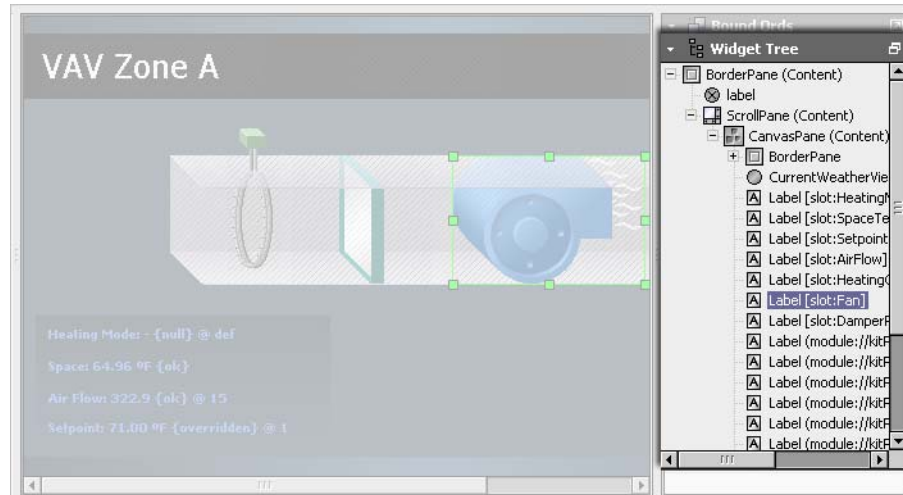 VAV Zone A
Heating Mode: - {null} @ def
Space: 64.96 ºF {ok}
Air Flow: 322.9 {ok} @ 15
Setpoint: 71.00 ºF {overridden} @ 1
Bound Ords
Widget Tree
BorderPane (Content)
label
ScrollPane (Content)
CanvasPane (Content)
BorderPane
CurrentWeatherVie
Label [slot:Heating
Label [slot:SpaceTe
Label [slot:Setpoint
Label [slot:AirFlow]
Label [slot:Heating
Label [slot:Fan]
Label [slot:DamperF
Label (module://kitP
Label (module://kitP
Label (module://kitP
Label (module://kitP
Label (module://kitP
Label (module://kitP